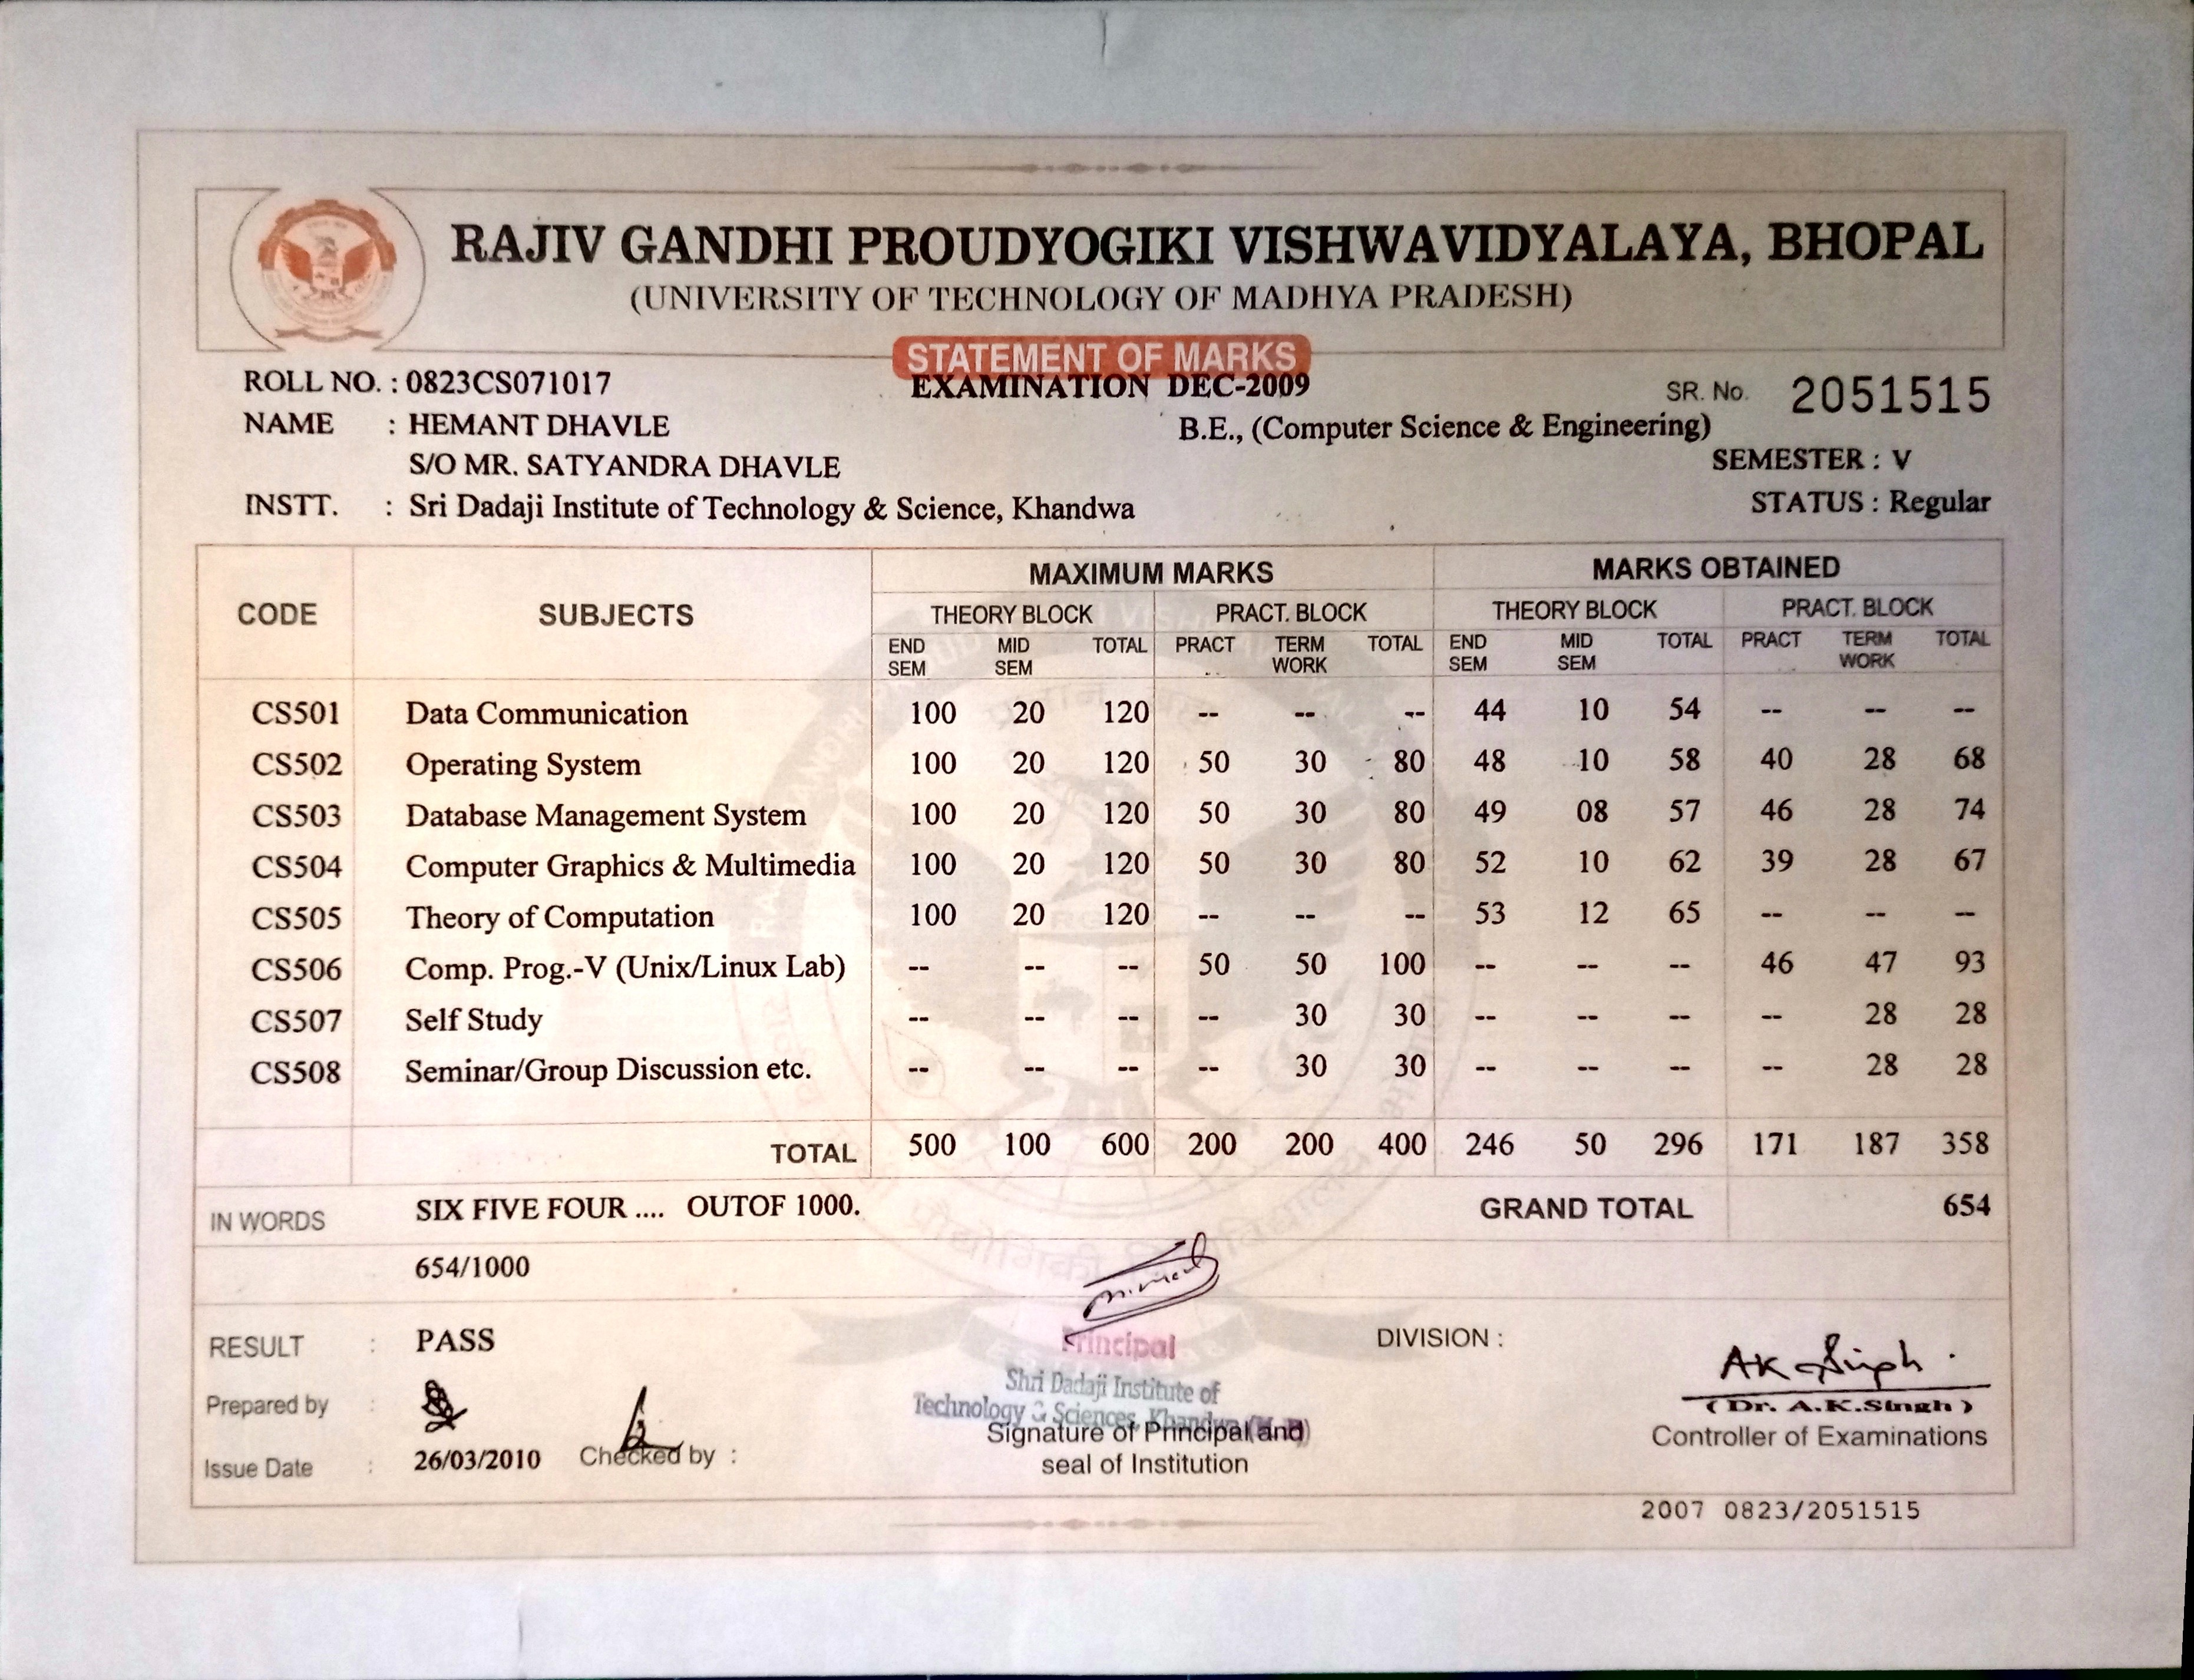 RAJIV GANDHI PROUDYOGIKI VISHWAVIDYALAYA, BHOPAL
(UNIVERSITY OF TECHNOLOGY OF MADHYA PRADESH)
STATEMENT OF MARKS
ROLL NO. : 0823CS071017 EXAMINATION DEC-2009 SR. No. 2051515
NAME : HEMANT DHAVLE B.E., (Computer Science & Engineering)
S/O MR. SATYANDRA DHAVLE SEMESTER : V
INSTT. : Sri Dadaji Institute of Technology & Science, Khandwa STATUS : Regular
CODE SUBJECTS MAXIMUM MARKS MARKS OBTAINED
THEORY BLOCK PRACT. BLOCK THEORY BLOCK PRACT. BLOCK
END SEM MID SEM TOTAL PRACT TERM WORK TOTAL END SEM MID SEM TOTAL PRACT TERM WORK TOTAL
CS501 Data Communication 100 20 120 -- -- -- 44 10 54 -- -- --
CS502 Operating System 100 20 120 50 30 80 48 10 58 40 28 68
CS503 Database Management System 100 20 120 50 30 80 49 08 57 46 28 74
CS504 Computer Graphics & Multimedia 100 20 120 50 30 80 52 10 62 39 28 67
CS505 Theory of Computation 100 20 120 -- -- -- 53 12 65 -- -- --
CS506 Comp. Prog.-V (Unix/Linux Lab) -- -- -- 50 50 100 -- -- -- 46 47 93
CS507 Self Study -- -- -- -- 30 30 -- -- -- -- 28 28
CS508 Seminar/Group Discussion etc. -- -- -- -- 30 30 -- -- -- -- 28 28
TOTAL 500 100 600 200 200 400 246 50 296 171 187 358
IN WORDS SIX FIVE FOUR .... OUTOF 1000. GRAND TOTAL 654
654/1000
RESULT : PASS Principal DIVISION :
AK Singh
Shri Dadaji Institute of
Technology & Sciences, Khandwa
Prepared by : (Dr. A.K.Singh)
Signature of Principal and Controller of Examinations
Issue Date : 26/03/2010 Checked by : seal of Institution
2007 0823/2051515